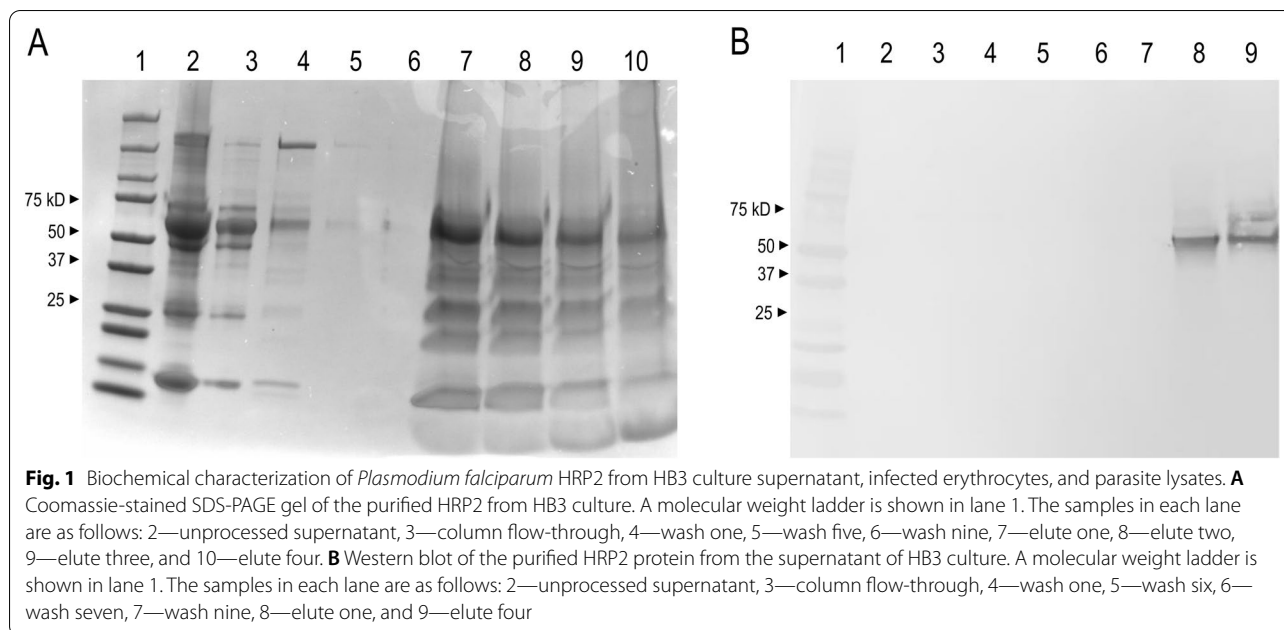 A
B
1 2 3 4 5 6 7 8 9 10
1 2 3 4 5 6 7 8 9
75 kD ►
50 ►
37 ►
25 ►
75 kD ►
50 ►
37 ►
25 ►
Fig. 1 Biochemical characterization of Plasmodium falciparum HRP2 from HB3 culture supernatant, infected erythrocytes, and parasite lysates. A
Coomassie-stained SDS-PAGE gel of the purified HRP2 from HB3 culture. A molecular weight ladder is shown in lane 1. The samples in each lane
are as follows: 2—unprocessed supernatant, 3—column flow-through, 4—wash one, 5—wash five, 6—wash nine, 7—elute one, 8—elute two,
9—elute three, and 10—elute four. B Western blot of the purified HRP2 protein from the supernatant of HB3 culture. A molecular weight ladder is
shown in lane 1. The samples in each lane are as follows: 2—unprocessed supernatant, 3—column flow-through, 4—wash one, 5—wash six, 6—
wash seven, 7—wash nine, 8—elute one, and 9—elute four